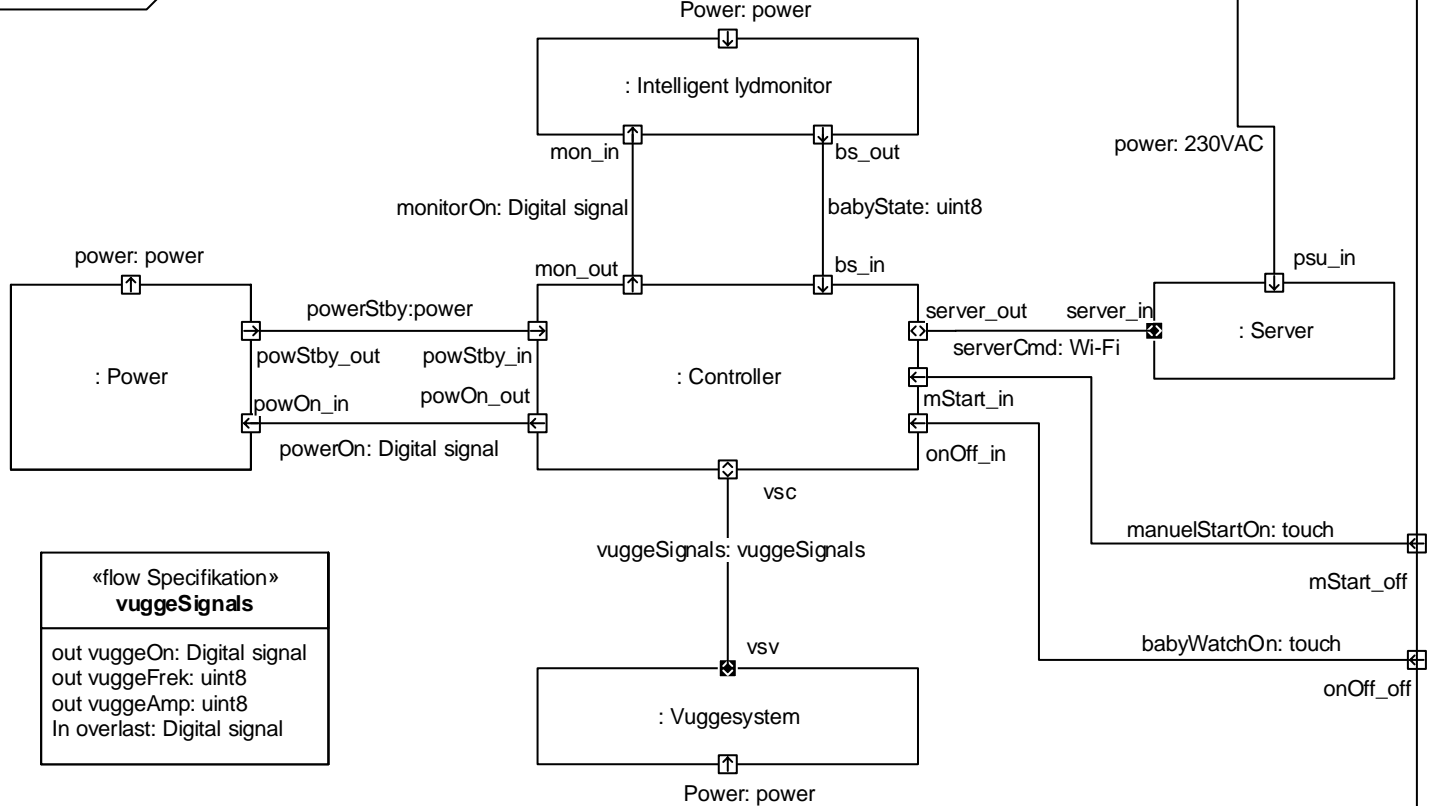 Power: power
: Intelligent lydmonitor
mon_in
bs_out
power: 230VAC
monitorOn: Digital signal
babyState: uint8
power: power
mon_out
bs_in
psu_in
powerStby:power
server_out
server_in
: Server
powStby_out
powStby_in
serverCmd: Wi-Fi
: Power
: Controller
powOn_in
powOn_out
mStart_in
powerOn: Digital signal
onOff_in
vsc
manuelStartOn: touch
vuggeSignals: vuggeSignals
mStart_off
«flow Specifikation»
vuggeSignals
out vuggeOn: Digital signal
out vuggeFrek: uint8
out vuggeAmp: uint8
In overlast: Digital signal
vsv
babyWatchOn: touch
onOff_off
: Vuggesystem
Power: power